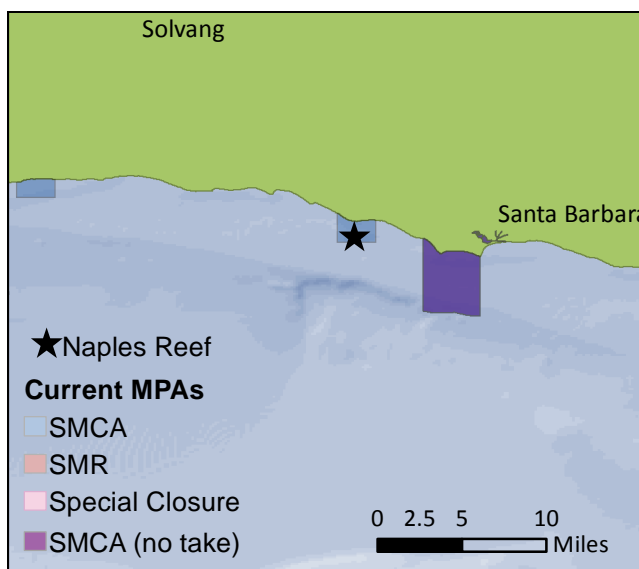 Solvang
Santa Barbara
Naples Reef
Current MPAs
SMCA
SMR
Special Closure
SMCA (no take)
0 2.5 5 10
Miles